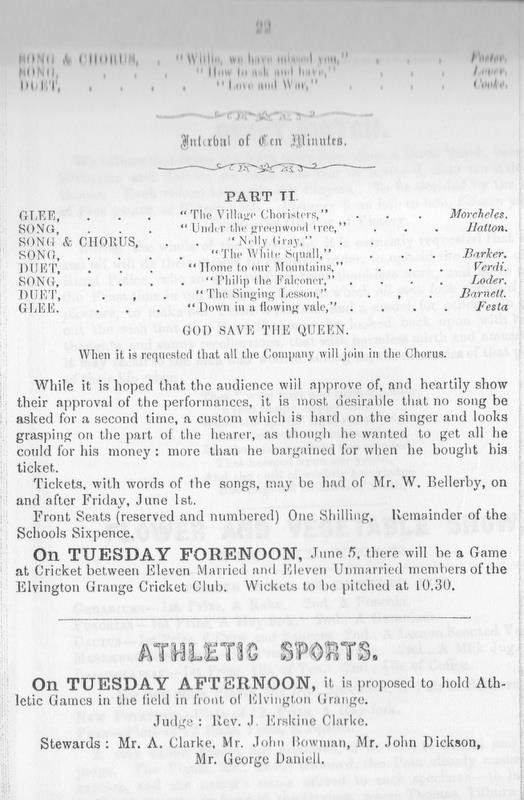 22
SONG & CHORUS, . "Willie, we have missed you," . . . Foster.
SONG, . . . . "How to ask and have," . . . Lover.
DUET, . . . . "Love and War," . . . . Cooke.
Interval of Ten Minutes.
PART II.
GLEE, "The Village Choristers," . . . . Morcheles.
SONG, . . . . "Under the greenwood tree," . . . Hatton.
SONG & CHORUS, "Nelly Gray," . . . .
SONG, . . . . "The White Squall," . . . Barker.
DUET, . . . "Home to our Mountains," . . . Verdi.
SONG, . . . . "Philip the Falconer," . . . . Loder.
DUET, . . . . "The Singing Lesson," . . . . Barnett.
GLEE. . . . "Down in a flowing vale," . . . Festa
GOD SAVE THE QUEEN.
When it is requested that all the Company will join in the Chorus.
While it is hoped that the audience will approve of, and heartily show
their approval of the performances, it is most desirable that no song be
asked for a second time, a custom which is hard on the singer and looks
grasping on the part of the hearer, as though he wanted to get all he
could for his money : more than he bargained for when he bought his
ticket.
Tickets, with words of the songs, may be had of Mr. W. Bellerby, on
and after Friday, June 1st.
Front Seats (reserved and numbered) One Shilling, Remainder of the
Schools Sixpence.
On TUESDAY FORENOON, June 5, there will be a Game
at Cricket between Eleven Married and Eleven Unmarried members of the
Elvington Grange Cricket Club. Wickets to be pitched at 10.30.
ATHLETIC SPORTS.
On TUESDAY AFTERNOON, it is proposed to hold Ath-
letic Games in the field in front of Elvington Grange.
Judge : Rev. J. Erskine Clarke.
Stewards : Mr. A. Clarke, Mr. John Bowman, Mr. John Dickson,
Mr. George Daniell.